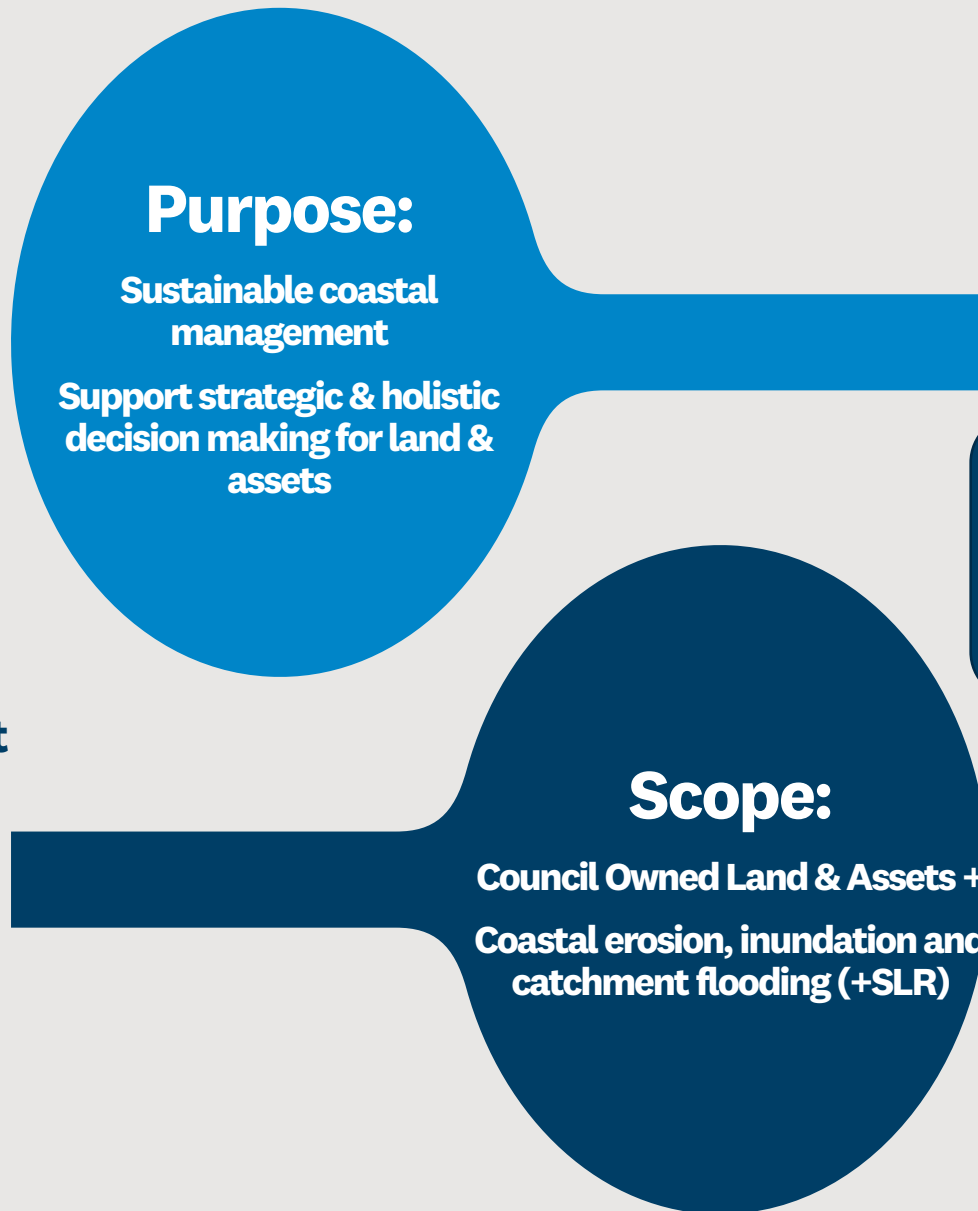 Purpose:
Sustainable coastal
management
Support strategic & holistic
decision making for land &
assets
Scope:
Council Owned Land & Assets +
Coastal erosion, inundation and
catchment flooding (+SLR)